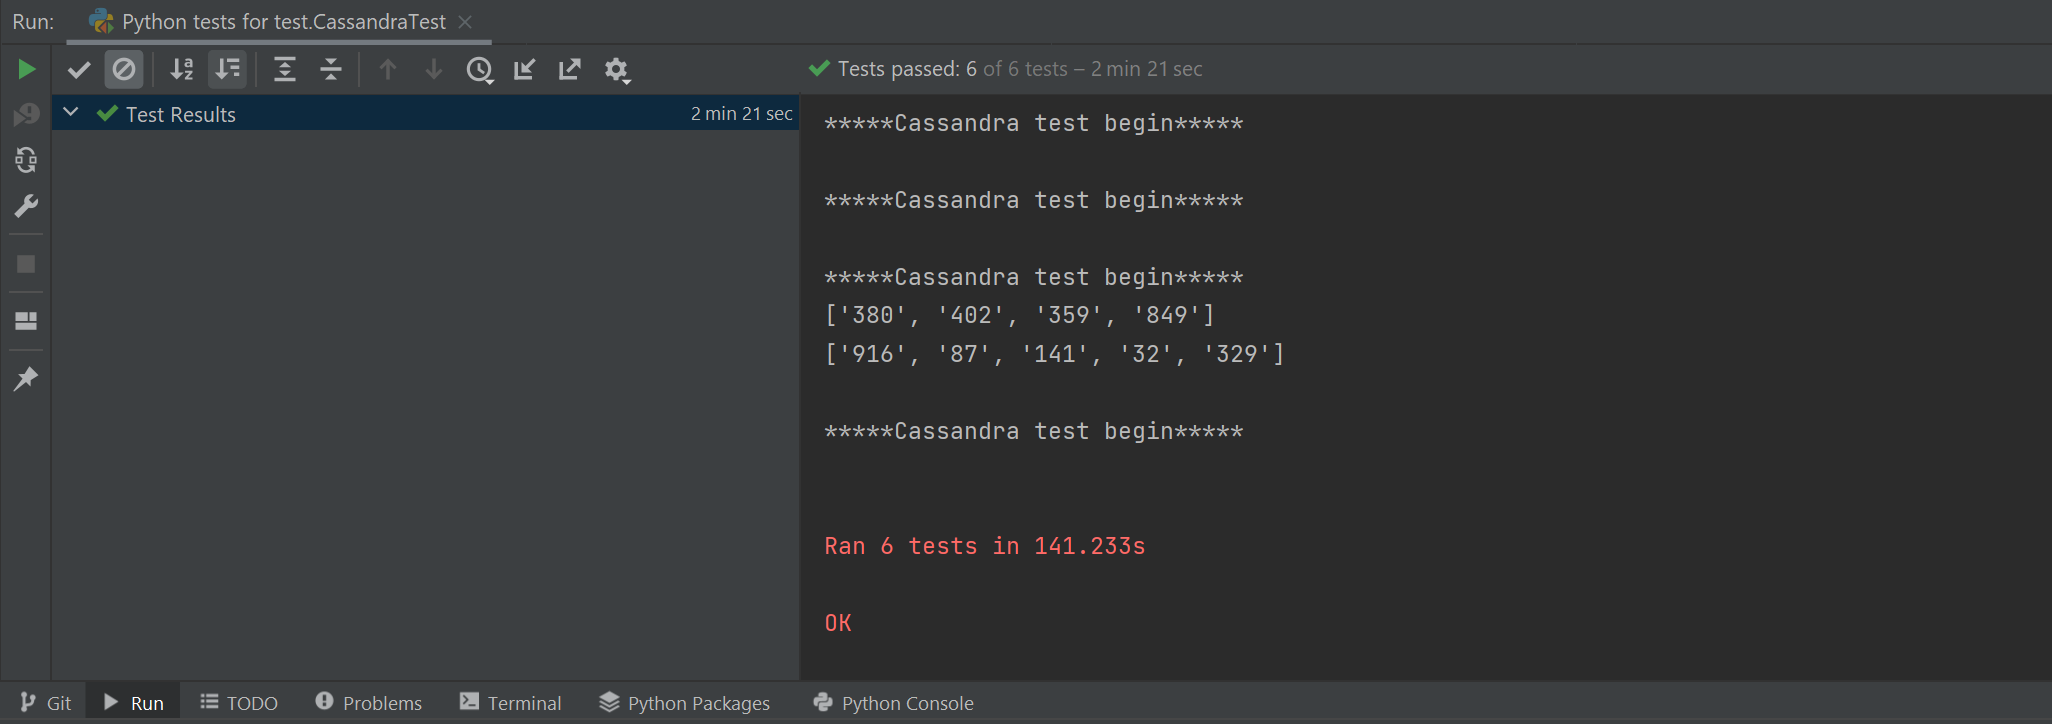 Run: Python tests for test.CassandraTest
Tests passed: 6 of 6 tests – 2 min 21 sec
Test Results 2 min 21 sec
*****Cassandra test begin*****
*****Cassandra test begin*****
*****Cassandra test begin*****
['380', '402', '359', '849']
['916', '87', '141', '32', '329']
*****Cassandra test begin*****
Ran 6 tests in 141.233s
OK
Git Run TODO Problems Terminal Python Packages Python Console